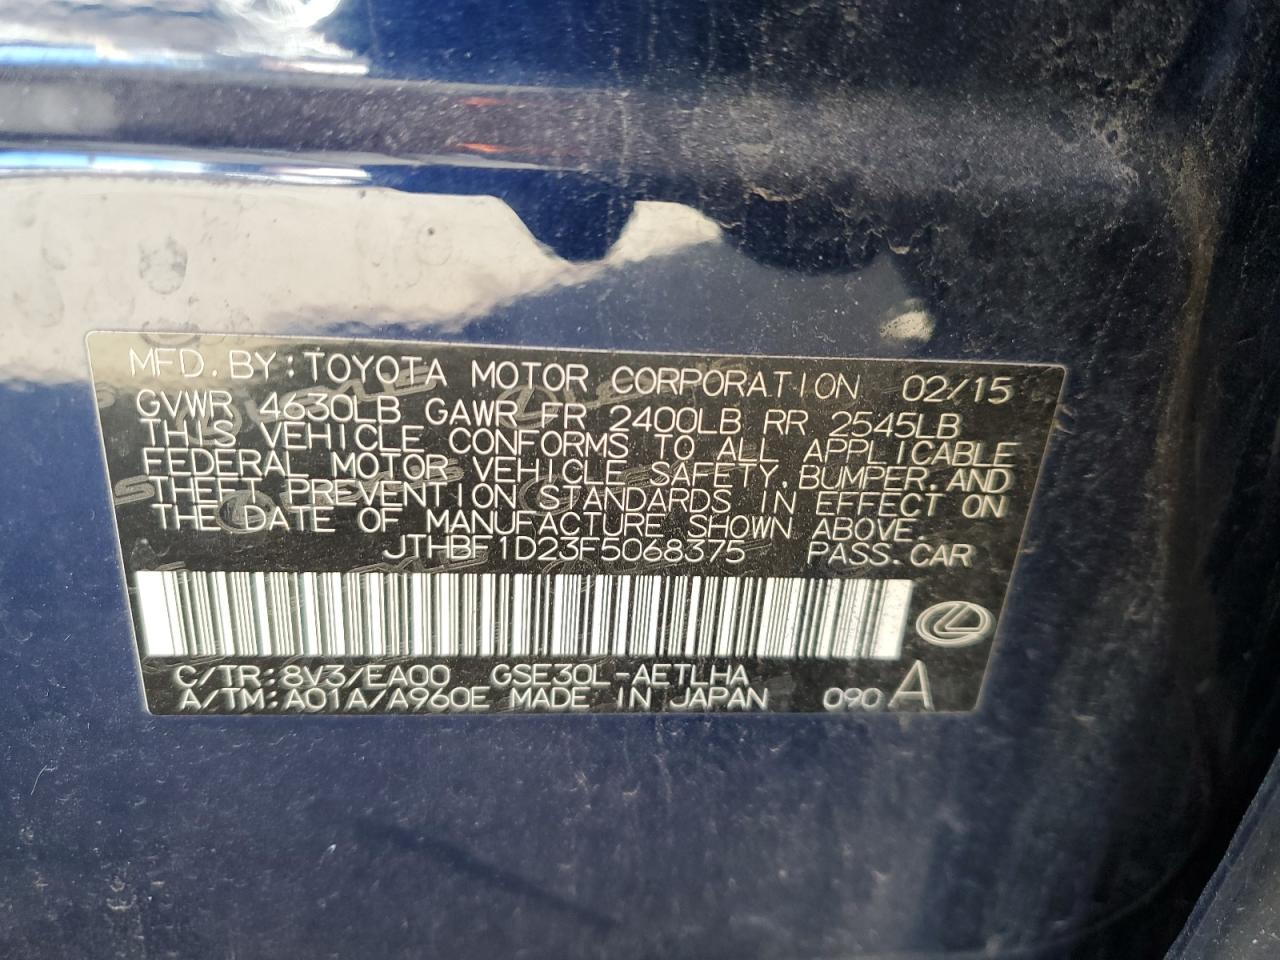 MFD. BY: TOYOTA MOTOR CORPORATION 02/15
GVWR 4630LB GAWR FR 2400LB RR 2545LB
THIS VEHICLE CONFORMS TO ALL APPLICABLE
FEDERAL MOTOR VEHICLE SAFETY, BUMPER, AND
THEFT PREVENTION STANDARDS IN EFFECT ON
THE DATE OF MANUFACTURE SHOWN ABOVE.
JTHBF1D23F5068375 PASS. CAR
C/TR: 8V3/EA00 GSE30L-AETLHA
A/TM: A01A/A960E MADE IN JAPAN 090 A